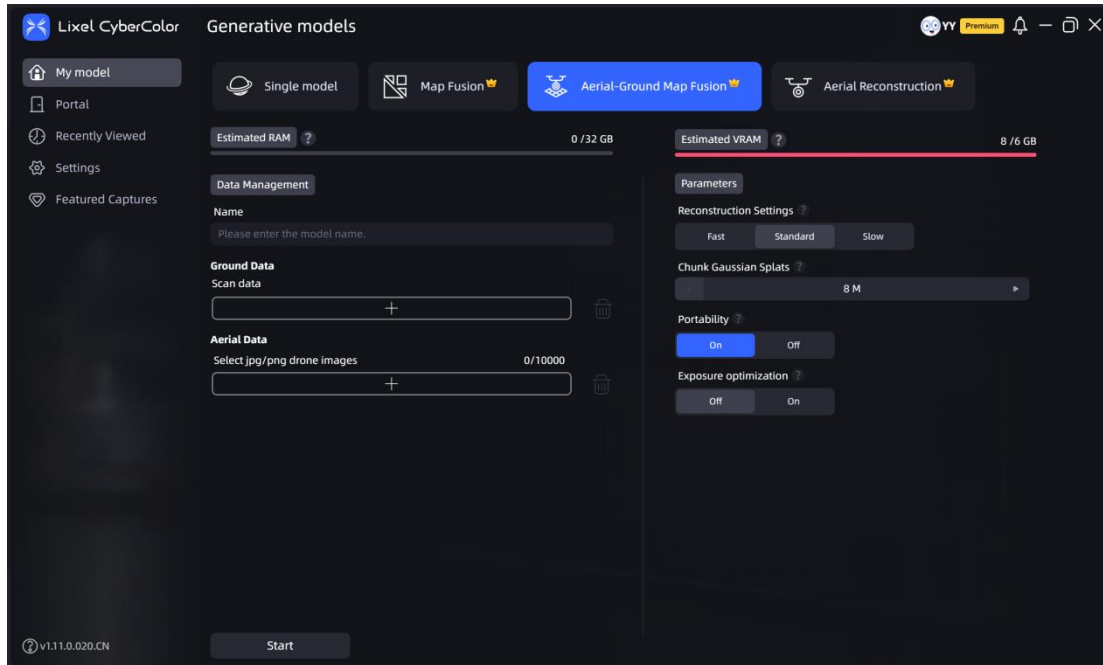 Lixel CyberColor
Generative models
YY Premium
My model
Portal
Recently Viewed
Settings
Featured Captures
Single model
Map Fusion
Aerial-Ground Map Fusion
Aerial Reconstruction
Estimated RAM ?
0 /32 GB
Estimated VRAM ?
8 /6 GB
Data Management
Name
Please enter the model name.
Ground Data
Scan data
+
Aerial Data
Select jpg/png drone images
0/10000
+
Parameters
Reconstruction Settings ?
Fast Standard Slow
Chunk Gaussian Splats ?
8 M
Portability ?
On Off
Exposure optimization ?
Off On
? v1.11.0.020.CN
Start